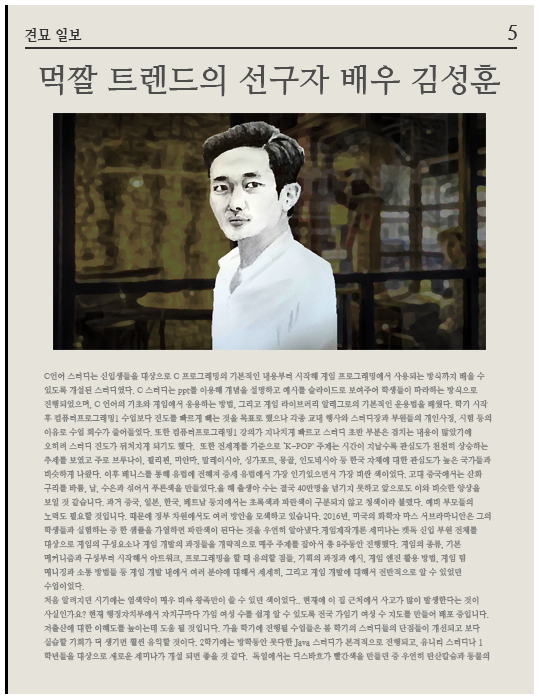 견묘 일보
5
먹짤 트렌드의 선구자 배우 김성훈
C언어 스터디는 신입생들을 대상으로 C 프로그래밍의 기본적인 내용부터 시작해 게임 프로그래밍에서 사용되는 방식까지 배울 수
있도록 개설된 스터디였다. C 스터디는 ppt를 이용해 개념을 설명하고 예시를 슬라이드로 보여주어 학생들이 따라하는 방식으로
진행되었으며, C 언어의 기초와 게임에서 응용하는 방법, 그리고 게임 라이브러리 알레그로의 기본적인 운용법을 배웠다. 학기 시작
후 컴퓨터프로그래밍1 수업보다 진도를 빠르게 빼는 것을 목표로 했으나 각종 교내 행사와 스터디장과 부원들의 개인사정, 시험 등의
이유로 수업 회수가 줄어들었다. 또한 컴퓨터프로그래밍1 강의가 지나치게 빠르고 스터디 초반 부분은 겹치는 내용이 많았기에
오히려 스터디 진도가 뒤처지게 되기도 했다. 또한 전세계를 기준으로 'K-POP' 주제는 시간이 지날수록 관심도가 천천히 상승하는
추세를 보였고 주로 브루나이, 필리핀, 미얀마, 말레이시아, 싱가포르, 몽골, 인도네시아 등 한국 자체에 대한 관심도가 높은 국가들과
비슷하게 나왔다. 이후 페니스를 통해 유럽에 전해져 중세 유럽에서 가장 인기있으면서 가장 비싼 색이었다. 고대 중국에서는 산화
구리를 바륨, 납, 수은과 섞어서 푸른색을 만들었다.올 해 출생아 수는 결국 40만명을 넘기지 못하고 앞으로도 이와 비슷한 양상을
보일 것 같습니다. 과거 중국, 일본, 한국, 베트남 등지에서는 초록색과 파란색이 구분되지 않고 청색이라 불렸다. 예비 부모들의
노력도 필요할 것입니다. 때문에 정부 차원에서도 여러 방안을 모색하고 있습니다. 2016년, 미국의 화학자 마스 서브라마니안은 그의
학생들과 실험하는 중 한 샘플을 가열하면 파란색이 된다는 것을 우연히 알아냈다.게임제작개론 세미나는 겟톡 신입 부원 전체를
대상으로 게임의 구성요소나 게임 개발의 과정들을 개략적으로 매주 주제를 잡아서 총 8주동안 진행했다. 게임의 종류, 기본
메커니즘과 구성부터 시작해서 아트워크, 프로그래밍을 할 때 유의할 점들, 기획의 과정과 예시, 게임 엔진 활용 방법, 게임 팀
매니징과 소통 방법들 등 게임 개발 내에서 여러 분야에 대해서 세세히, 그리고 게임 개발에 대해서 전반적으로 알 수 있었던
수업이었다.
처음 알려지던 시기에는 염색약이 매우 비싸 왕족만이 쓸 수 있던 색이었다.. 현재에 이 집 근처에서 사고가 많이 발생한다는 것이
사실인가요? 현재 행정자치부에서 자치구마다 가임 여성 수를 쉽게 알 수 있도록 전국 가임기 여성 수 지도를 만들어 배포 중입니다.
저출산에 대한 이해도를 높이는데 도움 될 것입니다. 가을 학기에 진행될 수업들은 봄 학기의 스터디들의 단점들이 개선되고 보다
실습할 기회가 더 생기면 훨씬 유익할 것이다. 2학기에는 방학동안 못다한 Java 스터디가 본격적으로 진행되고, 유니티 스터디나 1
학년들을 대상으로 새로운 세미나가 개설 되면 좋을 것 같다. 독일에서는 디스바흐가 빨간색을 만들던 중 우연히 탄산칼슘과 동물의